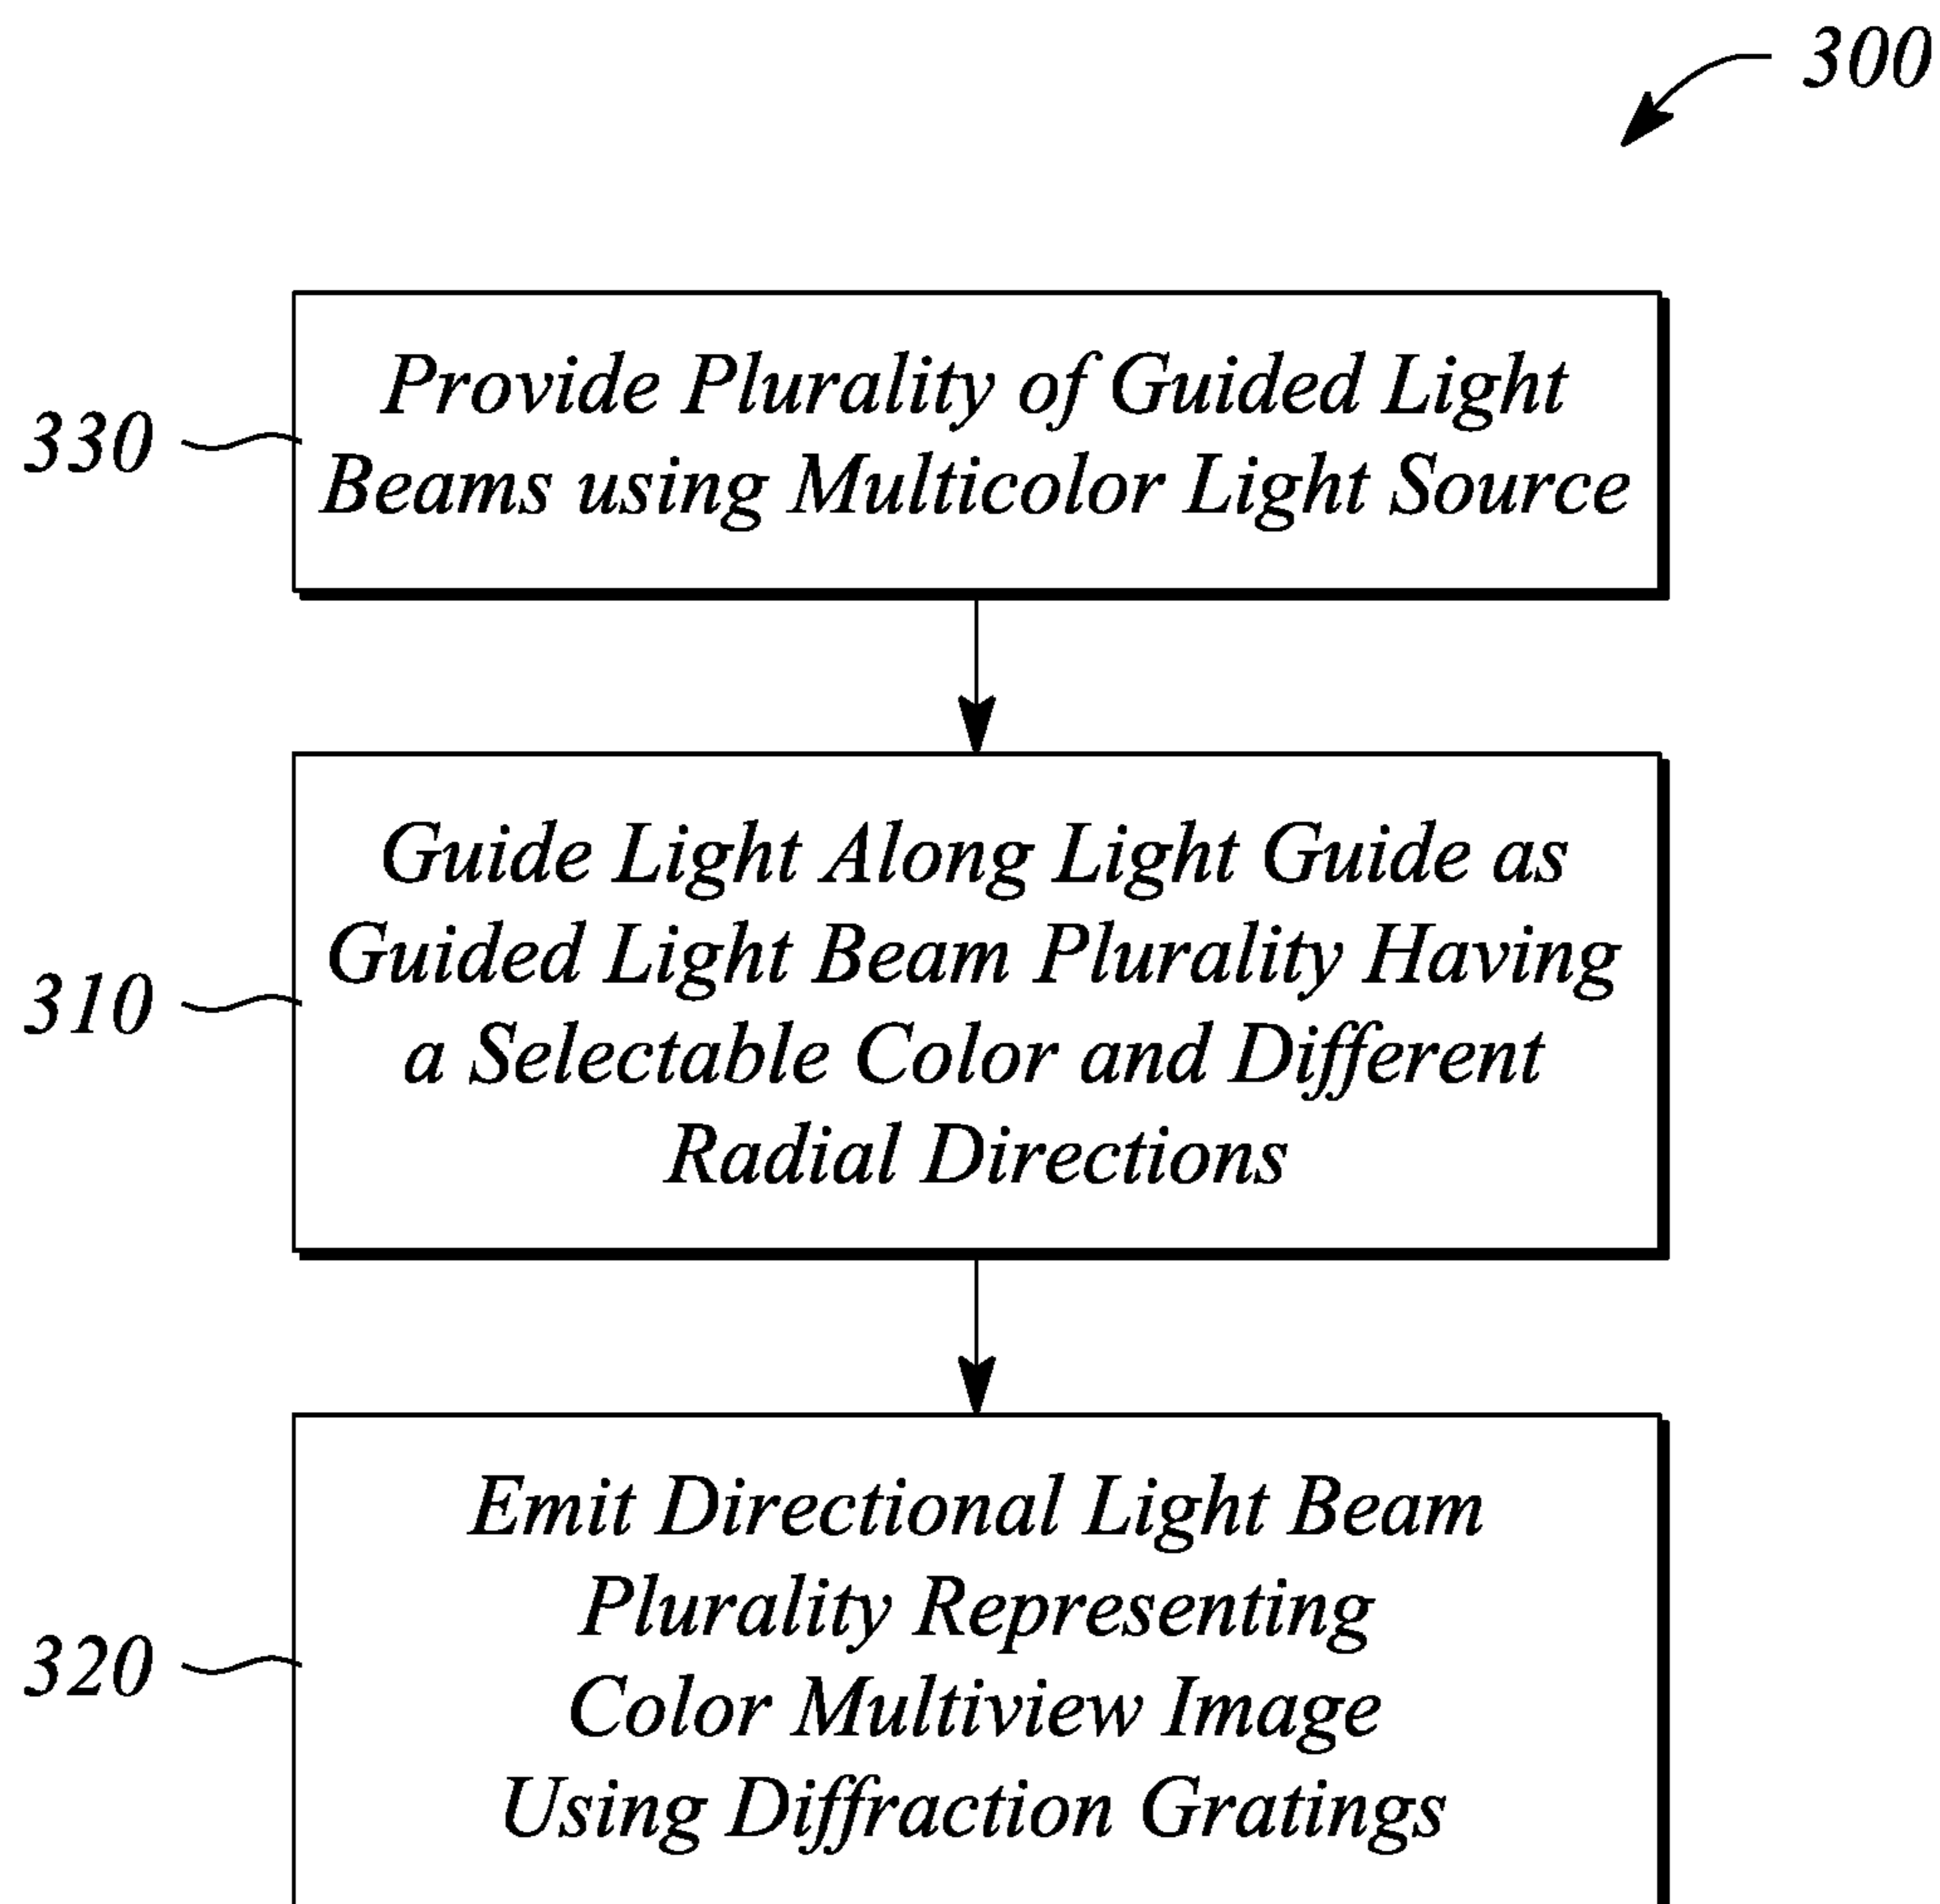 300
330
Provide Plurality of Guided Light
Beams using Multicolor Light Source
310
Guide Light Along Light Guide as
Guided Light Beam Plurality Having
a Selectable Color and Different
Radial Directions
320
Emit Directional Light Beam
Plurality Representing
Color Multiview Image
Using Diffraction Gratings